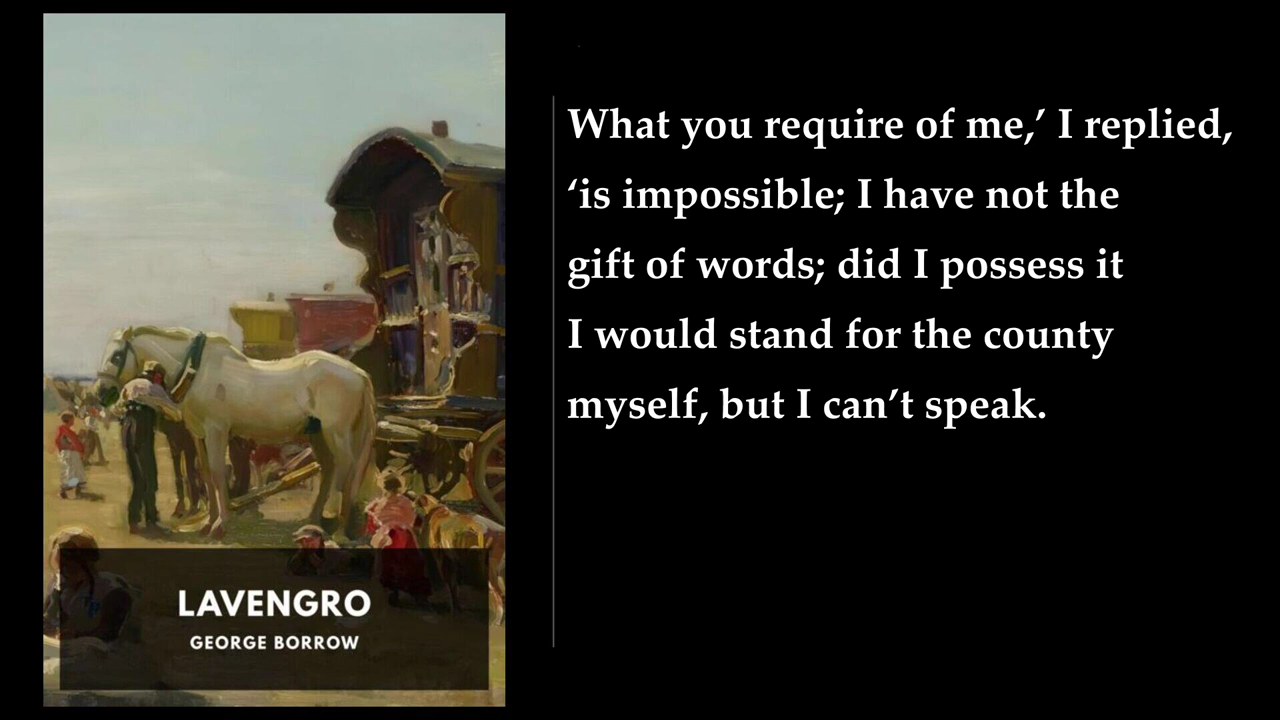 What you require of me,’ I replied,
‘is impossible; I have not the
gift of words; did I possess it
I would stand for the county
myself, but I can’t speak.
LAVENGRO
GEORGE BORROW